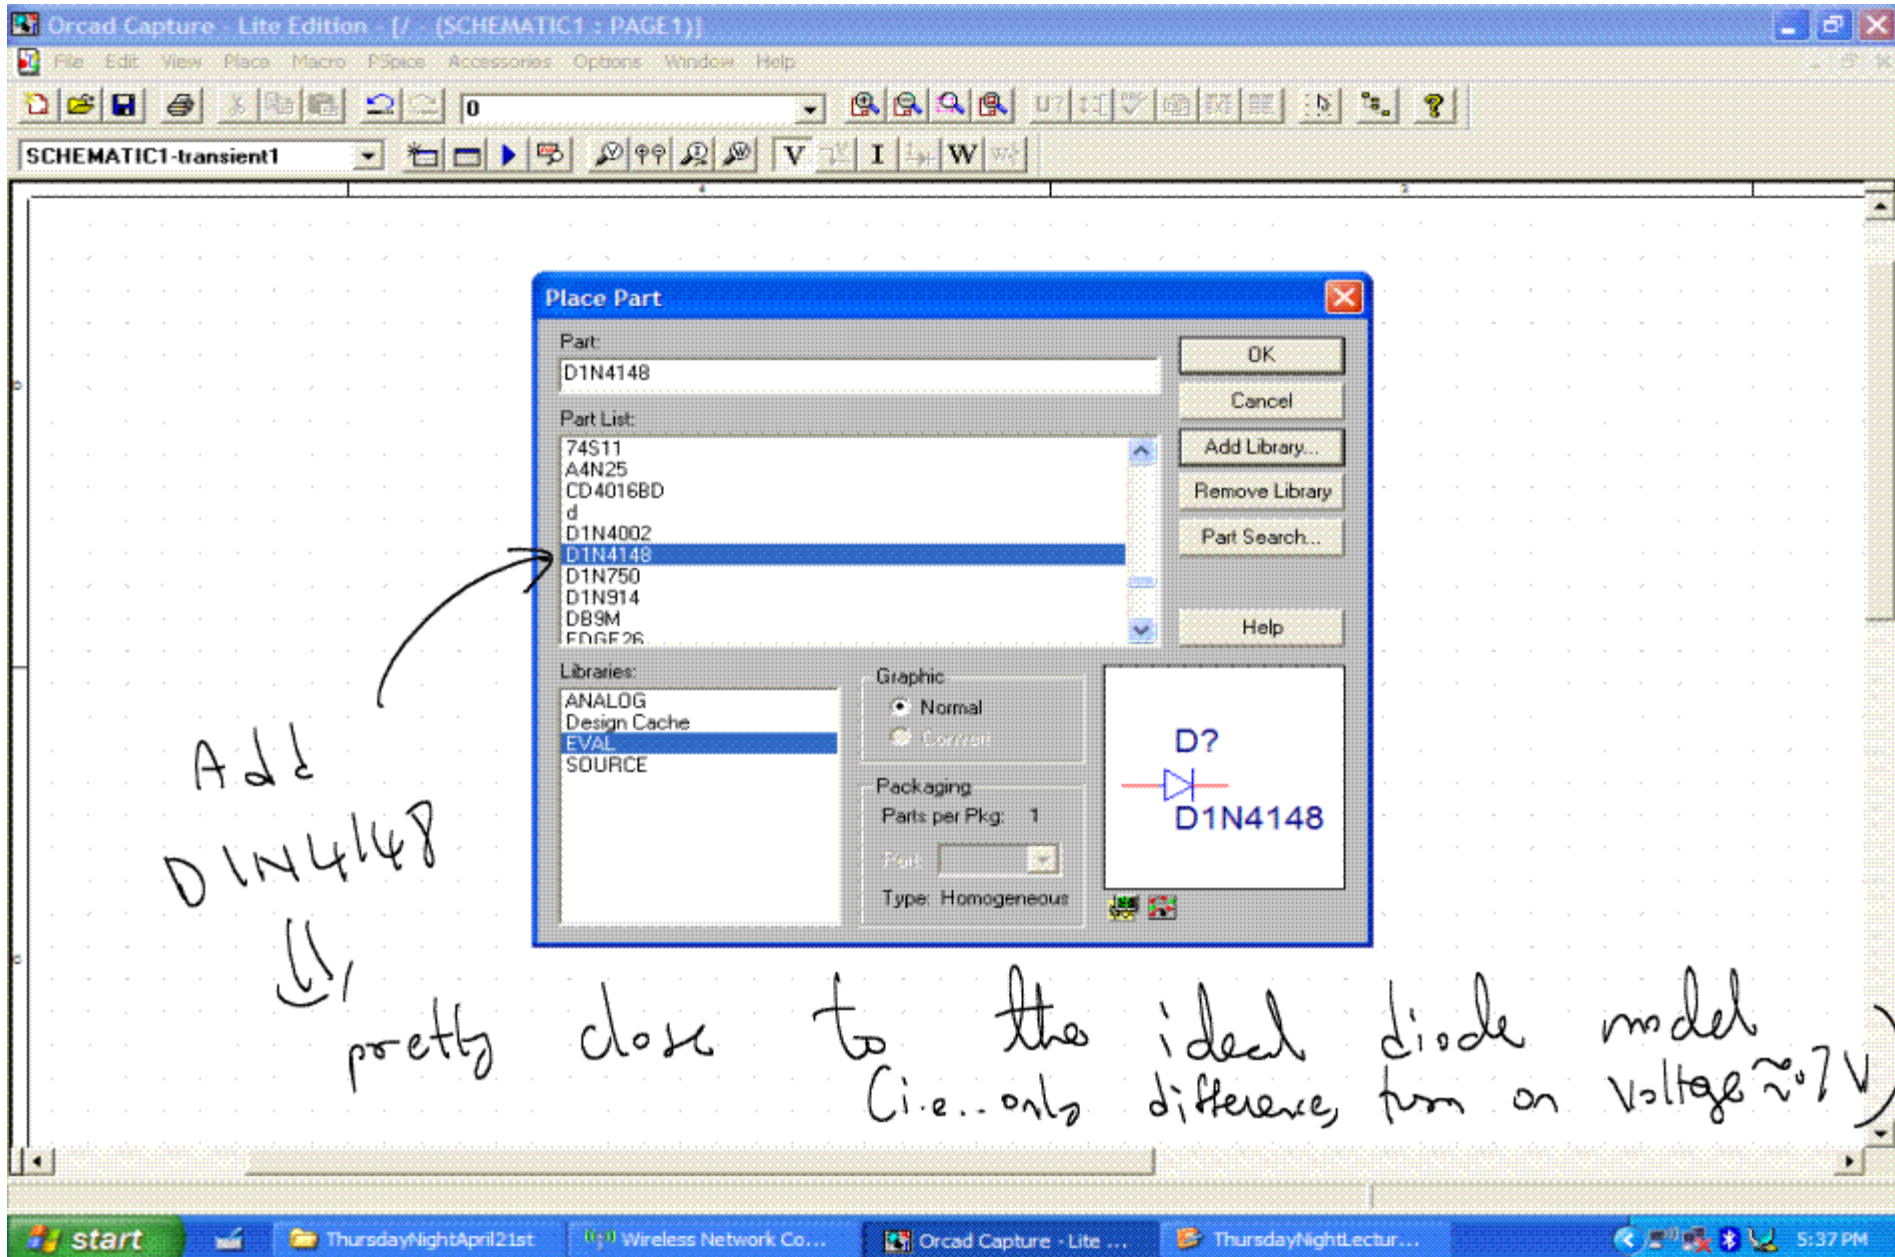 Orcad Capture - Lite Edition - [/ - (SCHEMATIC1 : PAGE1)]
File Edit View Place Macro PSpice Accessories Options Window Help
0
U?
SCHEMATIC1-transient1
V I W
4 3
Place Part
Part:
D1N4148
OK
Cancel
Part List:
Add Library...
74S11
A4N25
CD4016BD
Remove Library
d
D1N4002
Part Search...
D1N4148
D1N750
D1N914
DB9M
Help
EDGE26
Libraries:
ANALOG
Design Cache
EVAL
SOURCE
Graphic
Normal
Convert
Packaging
Parts per Pkg: 1
Part:
Type: Homogeneous
D?
D1N4148
Add
D1N4148
pretty close to the ideal diode model
(i.e.. only difference, turn on voltage ≈ .7 V)
start ThursdayNightApril21st Wireless Network Co... Orcad Capture - Lite ... ThursdayNightLectur... 5:37 PM